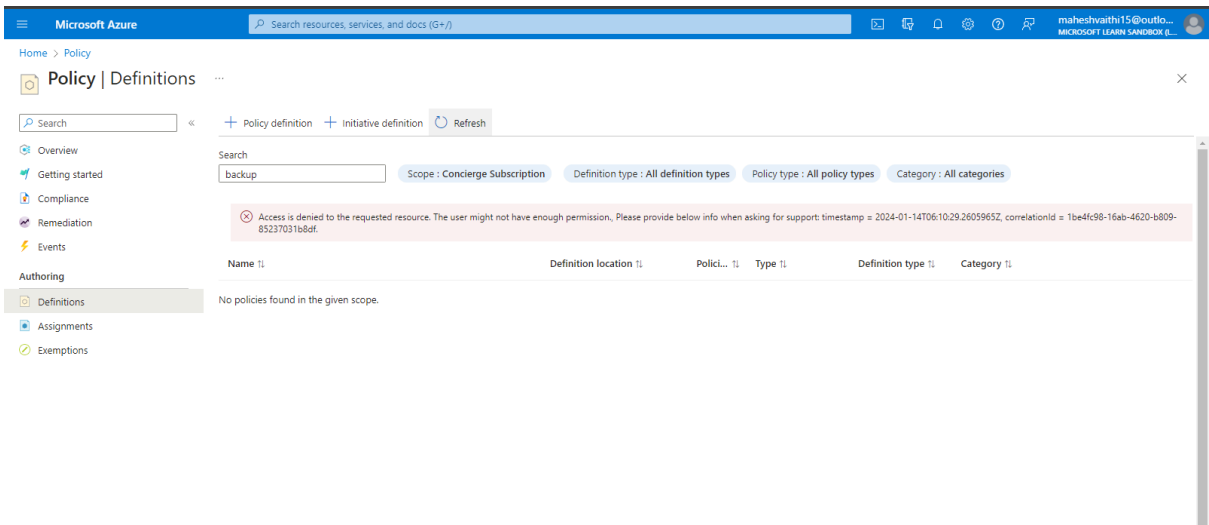 Microsoft Azure
Search resources, services, and docs (G+/)
maheshvaithi15@outlo...
MICROSOFT LEARN SANDBOX (L...
Home > Policy
Policy | Definitions ...
Search
Overview
Getting started
Compliance
Remediation
Events
Authoring
Definitions
Assignments
Exemptions
Policy definition Initiative definition Refresh
Search
backup
Scope : Concierge Subscription Definition type : All definition types Policy type : All policy types Category : All categories
Access is denied to the requested resource. The user might not have enough permission., Please provide below info when asking for support: timestamp = 2024-01-14T06:10:29.2605965Z, correlationId = 1be4fc98-16ab-4620-b809-
85237031b8df.
Name Definition location Polici... Type Definition type Category
No policies found in the given scope.